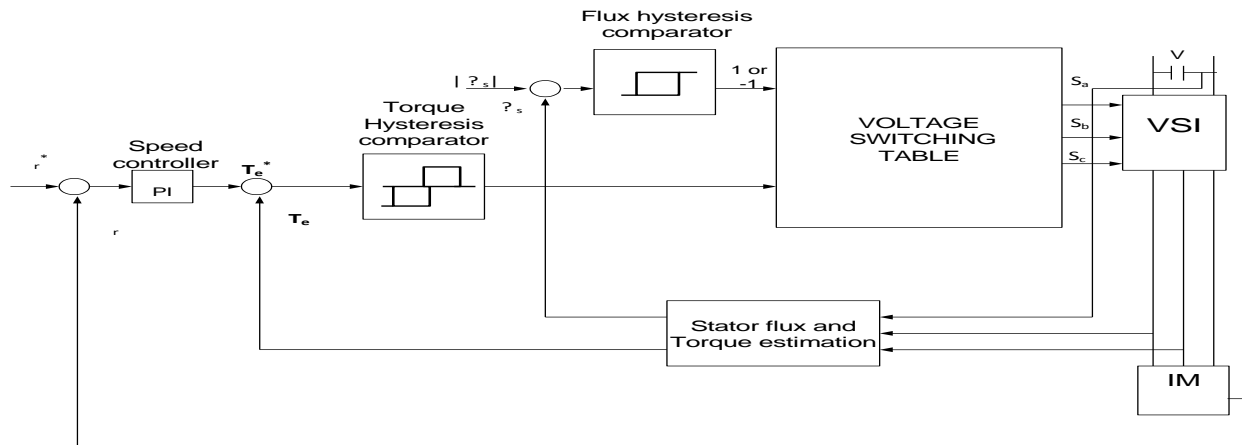 Flux hysteresis
comparator
V
| ?s|
?s
1 or
-1
Sa
Sb
Sc
VOLTAGE
SWITCHING
TABLE
VSI
Torque
Hysteresis
comparator
Speed
controller
r*
PI
Te*
Te
r
Stator flux and
Torque estimation
IM